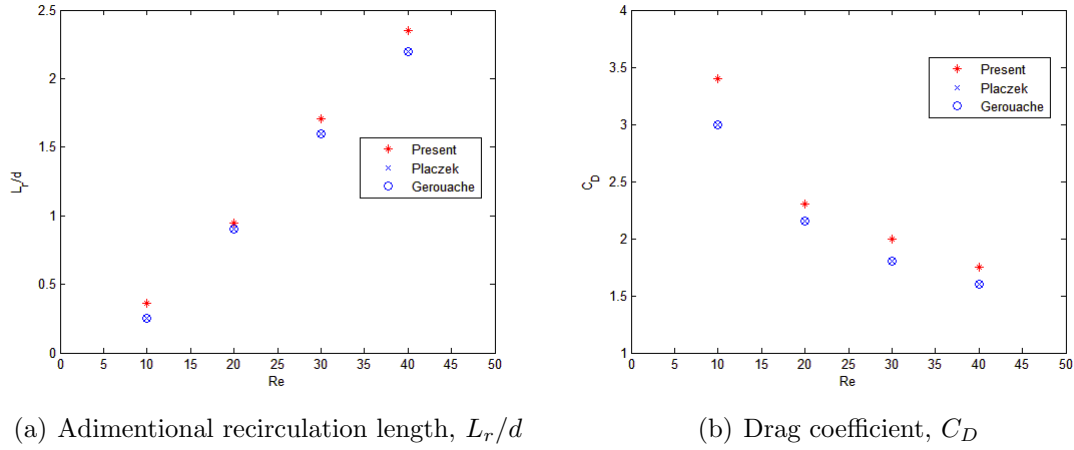 2.5
2
1.5
1
0.5
0
L_r/d
0 5 10 15 20 25 30 35 40 45 50
Re
Present
Placzek
Gerouache
(a) Adimentional recirculation length, L_r/d
4
3.5
3
2.5
2
1.5
1
C_D
0 5 10 15 20 25 30 35 40 45 50
Re
Present
Placzek
Gerouache
(b) Drag coefficient, C_D